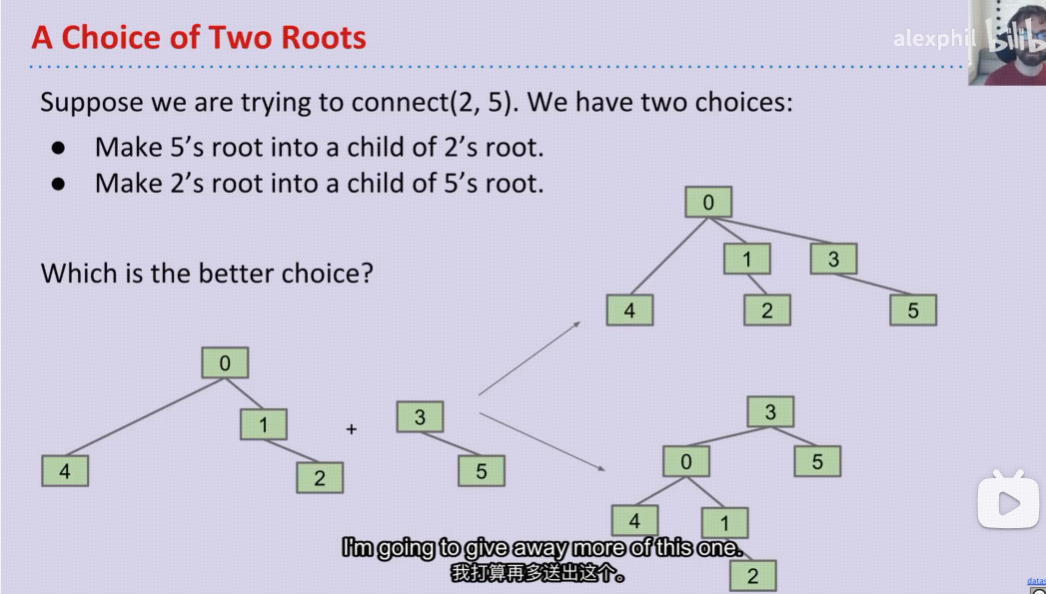 A Choice of Two Roots
alexphil bilib
Suppose we are trying to connect(2, 5). We have two choices:
● Make 5’s root into a child of 2’s root.
● Make 2’s root into a child of 5’s root.
Which is the better choice?
0
1 3
4 2 5
0
1
4 2
+
3
5
3
0 5
4 1
2
I'm going to give away more of this one.
我打算再多送出这个。
datas